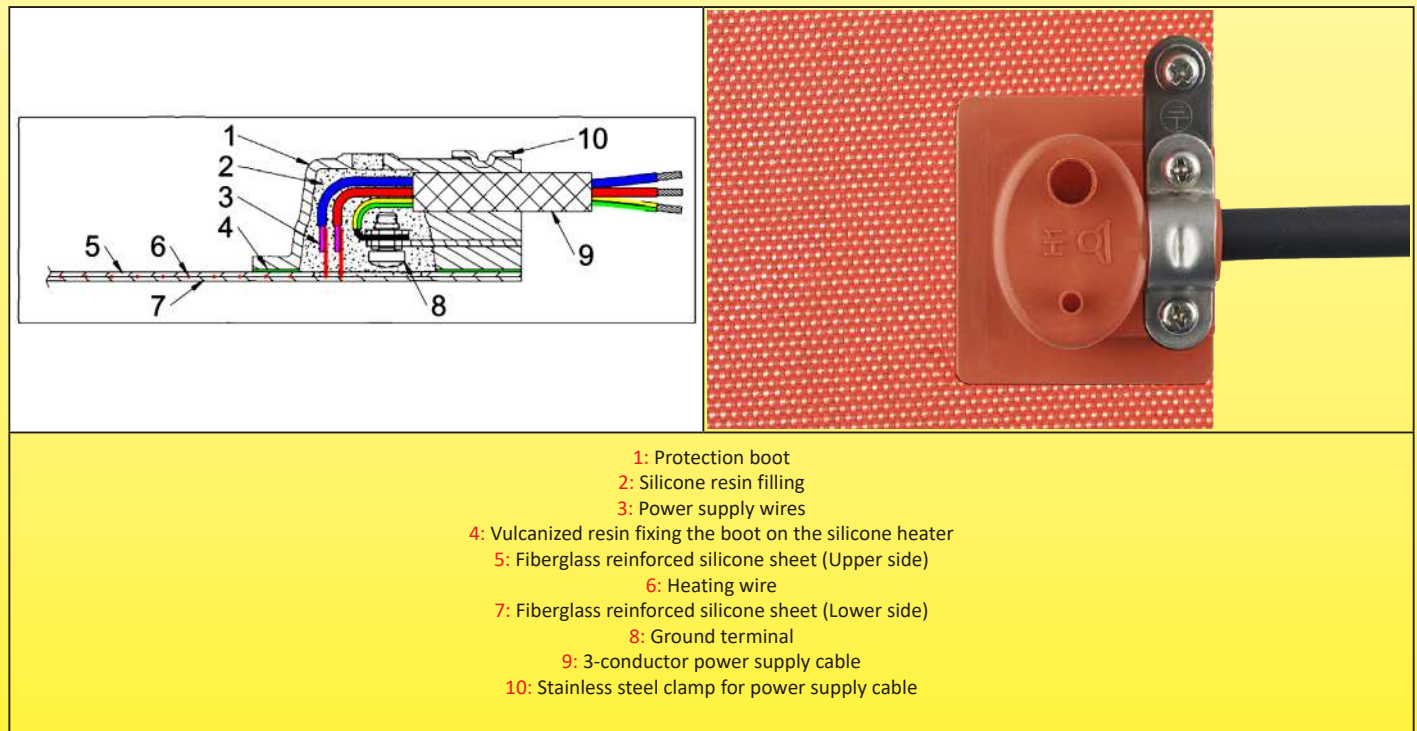 1
2
3
4
5
6
7
8
9
10
H1
1: Protection boot
2: Silicone resin filling
3: Power supply wires
4: Vulcanized resin fixing the boot on the silicone heater
5: Fiberglass reinforced silicone sheet (Upper side)
6: Heating wire
7: Fiberglass reinforced silicone sheet (Lower side)
8: Ground terminal
9: 3-conductor power supply cable
10: Stainless steel clamp for power supply cable